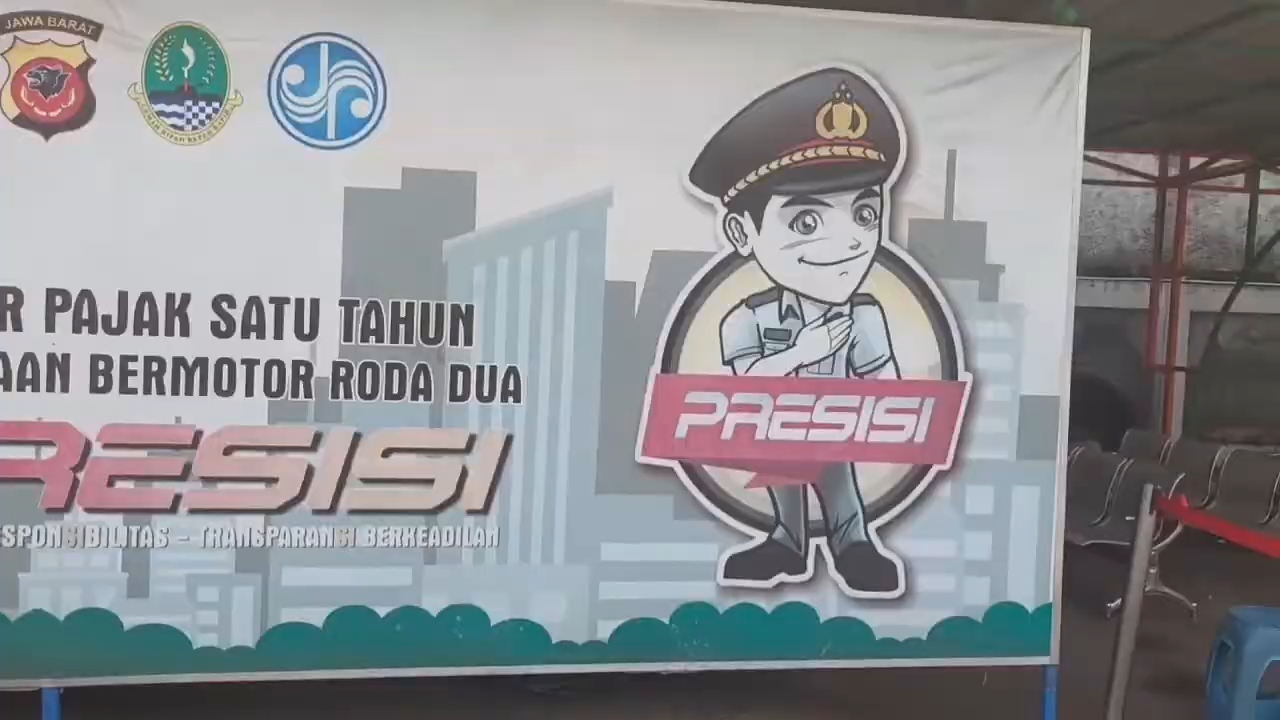 JAWA BARAT
R PAJAK SATU TAHUN
AAN BERMOTOR RODA DUA
RESISI
SPONSIBILITAS - TRANSPARANSI BERKEADILAN
PRESISI